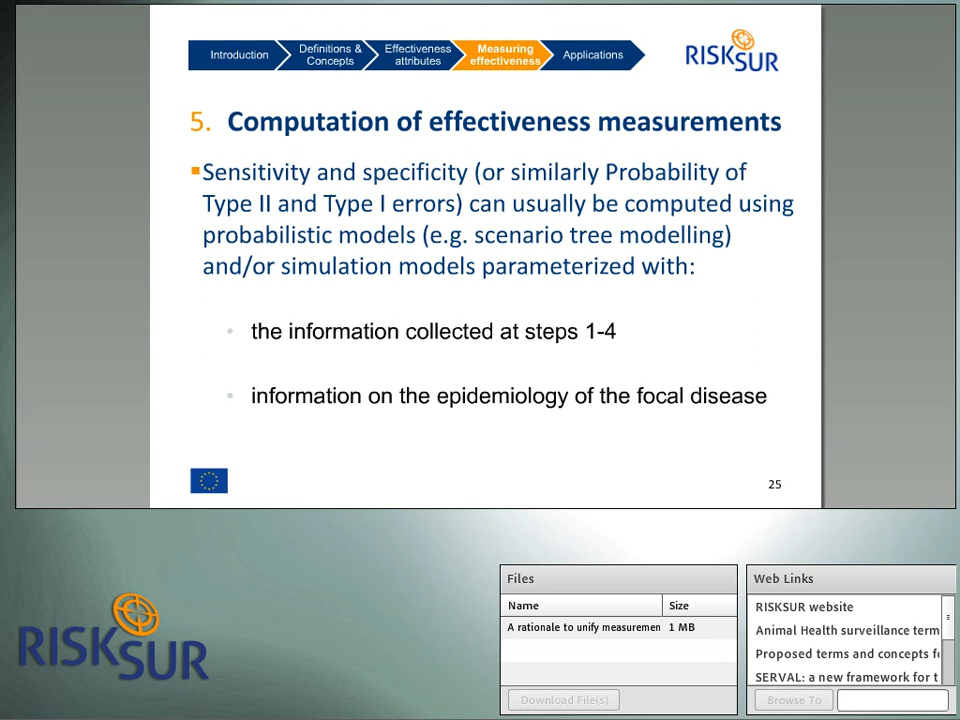 Introduction
Definitions &
Concepts
Effectiveness
attributes
Measuring
effectiveness
Applications
RISKSUR
5. Computation of effectiveness measurements
Sensitivity and specificity (or similarly Probability of
Type II and Type I errors) can usually be computed using
probabilistic models (e.g. scenario tree modelling)
and/or simulation models parameterized with:
• the information collected at steps 1-4
• information on the epidemiology of the focal disease
25
RISKSUR
Files
Name Size
A rationale to unify measuremen 1 MB
Download File(s)
Web Links
RISKSUR website
Animal Health surveillance term
Proposed terms and concepts f
SERVAL: a new framework for t
Browse To